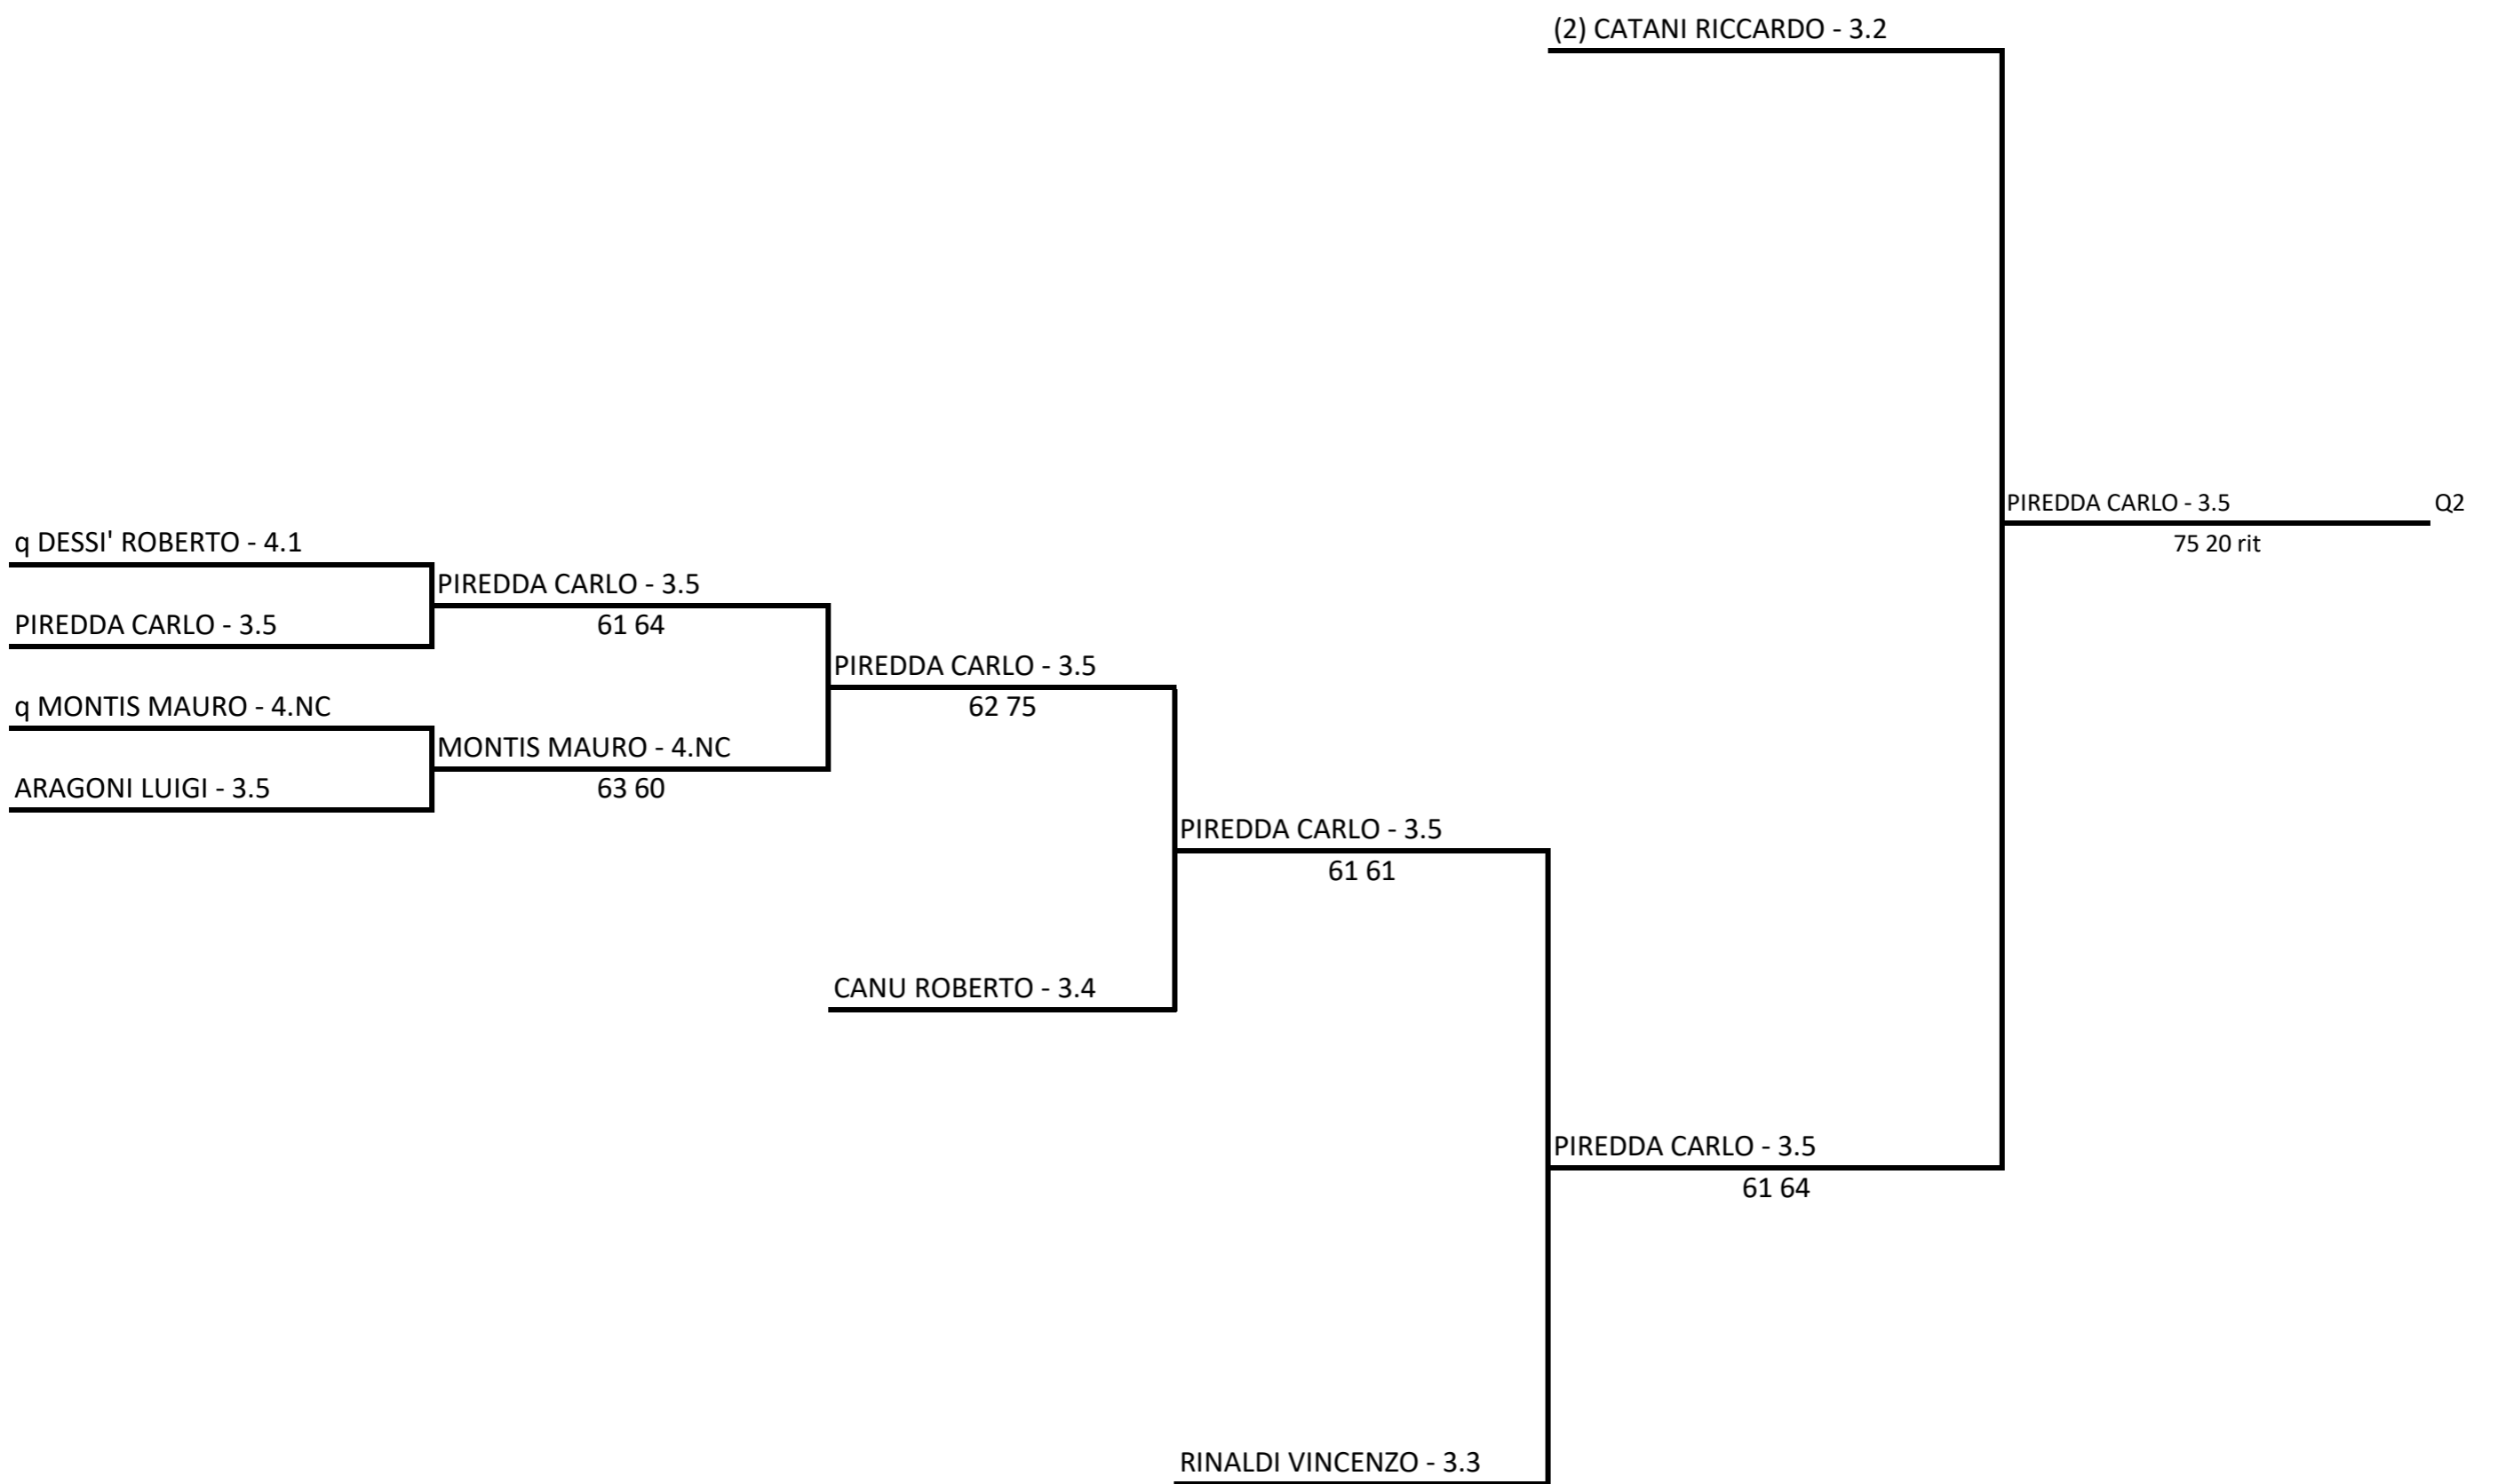 (2) CATANI RICCARDO - 3.2
PIREDDA CARLO - 3.5
Q2
75 20 rit
q DESSI' ROBERTO - 4.1
PIREDDA CARLO - 3.5
PIREDDA CARLO - 3.5
61 64
PIREDDA CARLO - 3.5
q MONTIS MAURO - 4.NC
62 75
MONTIS MAURO - 4.NC
ARAGONI LUIGI - 3.5
63 60
PIREDDA CARLO - 3.5
61 61
CANU ROBERTO - 3.4
PIREDDA CARLO - 3.5
61 64
RINALDI VINCENZO - 3.3